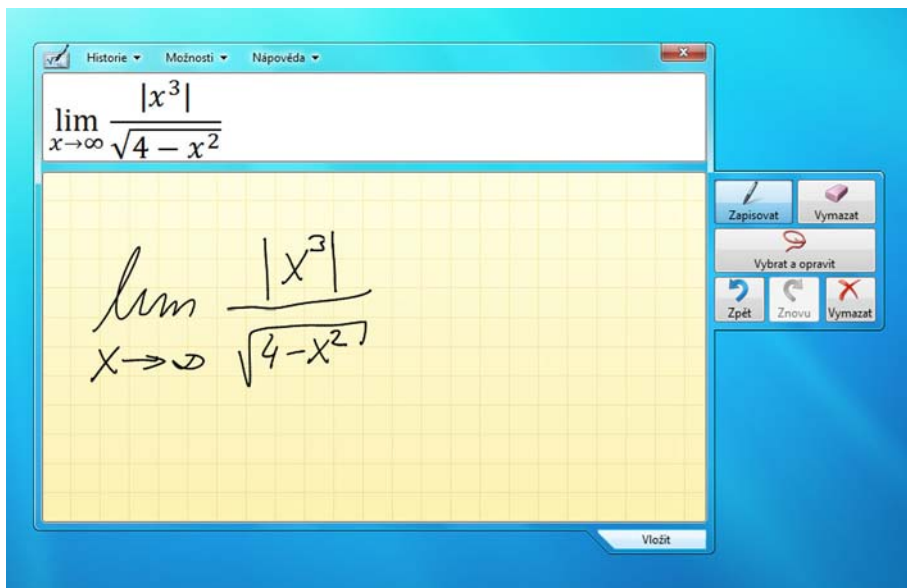 Historie Možnosti Nápověda
lim x→∞ |x³| / √(4 − x²)
lim x→∞ |x³| / √(4 − x²)
Zapisovat Vymazat
Vybrat a opravit
Zpět Znovu Vymazat
Vložit